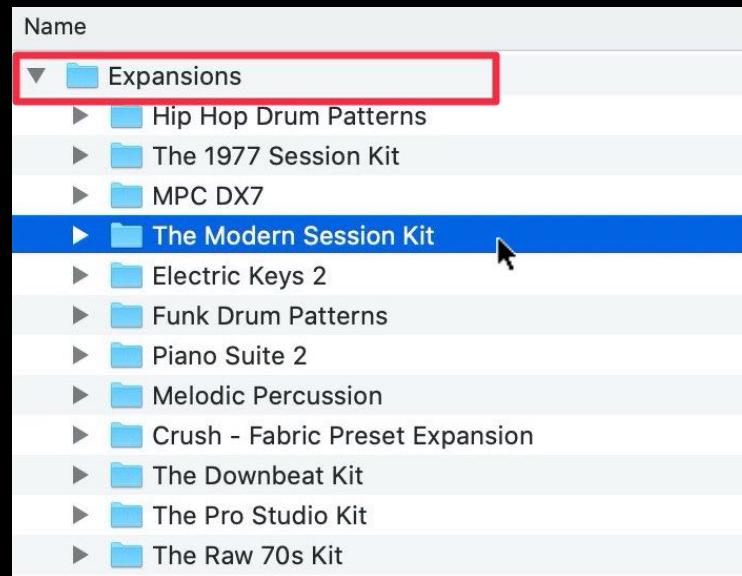 Name
Expansions
Hip Hop Drum Patterns
The 1977 Session Kit
MPC DX7
The Modern Session Kit
Electric Keys 2
Funk Drum Patterns
Piano Suite 2
Melodic Percussion
Crush - Fabric Preset Expansion
The Downbeat Kit
The Pro Studio Kit
The Raw 70s Kit